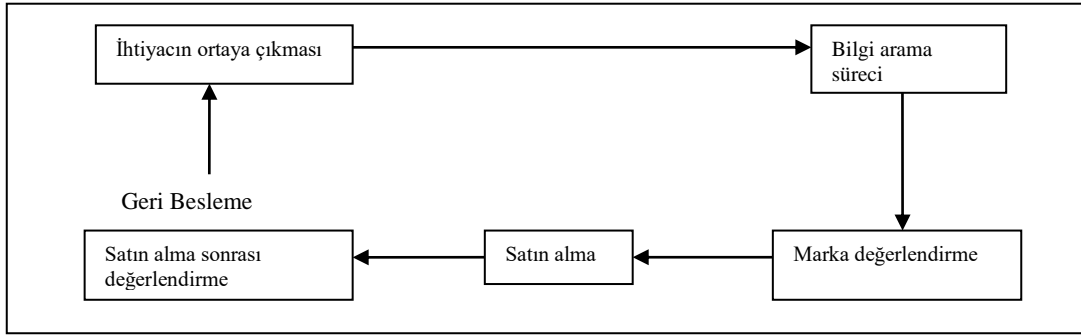 İhtiyacın ortaya çıkması
Bilgi arama
süreci
Geri Besleme
Satın alma sonrası
değerlendirme
Satın alma
Marka değerlendirme